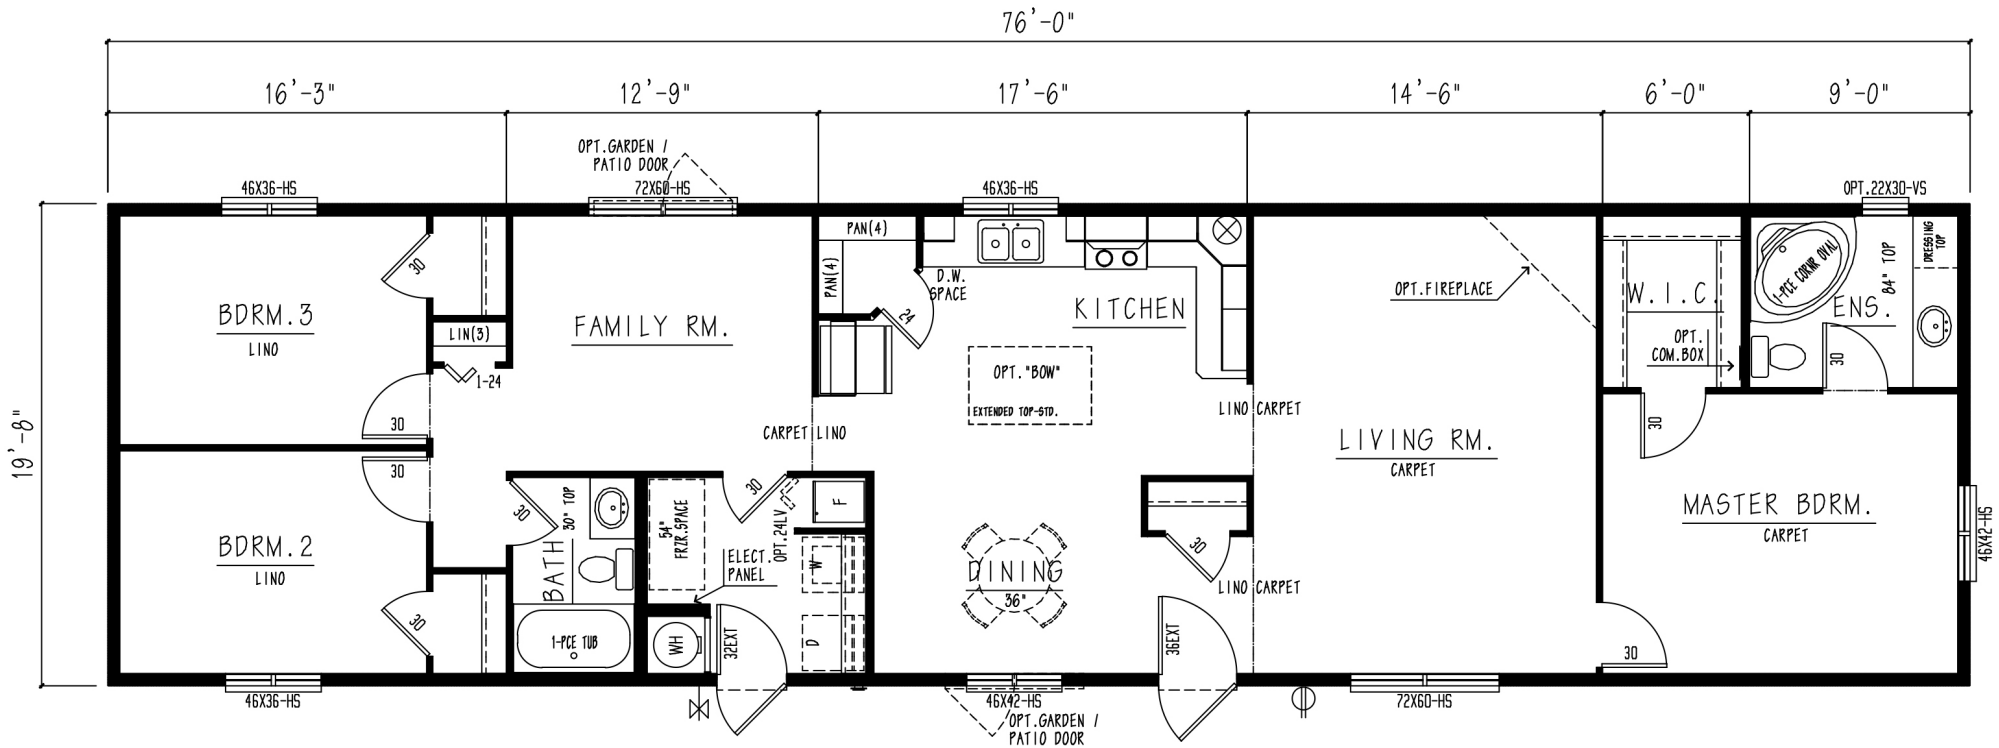 76'-0"
16'-3"
12'-9"
17'-6"
14'-6"
6'-0"
9'-0"
OPT.GARDEN /
PATIO DOOR
46X36-HS
72X60-HS
46X36-HS
OPT.22X30-VS
19'-8"
BDRM.3
LINO
30
LIN(3)
1-24
30
30
BDRM.2
LINO
30
FAMILY RM.
CARPET LINO
PAN(4)
PAN(4)
24
D.W.
SPACE
KITCHEN
OPT. "BOW"
EXTENDED TOP-STD.
LINO CARPET
OPT.FIREPLACE
LIVING RM.
CARPET
W.I.C.
OPT.
COM.BOX
30
1-PCE CORNR OVAL
84" TOP
DRESSING
TOP
ENS.
30
MASTER BDRM.
CARPET
46X42-HS
30
30" TOP
BATH
1-PCE TUB
54"
FRZR.SPACE
30
OPT.24LV
F
ELECT.
PANEL
W
D
WH
32EXT
DINING
36"
30
LINO CARPET
36EXT
30
46X36-HS
46X42-HS
OPT.GARDEN /
PATIO DOOR
72X60-HS